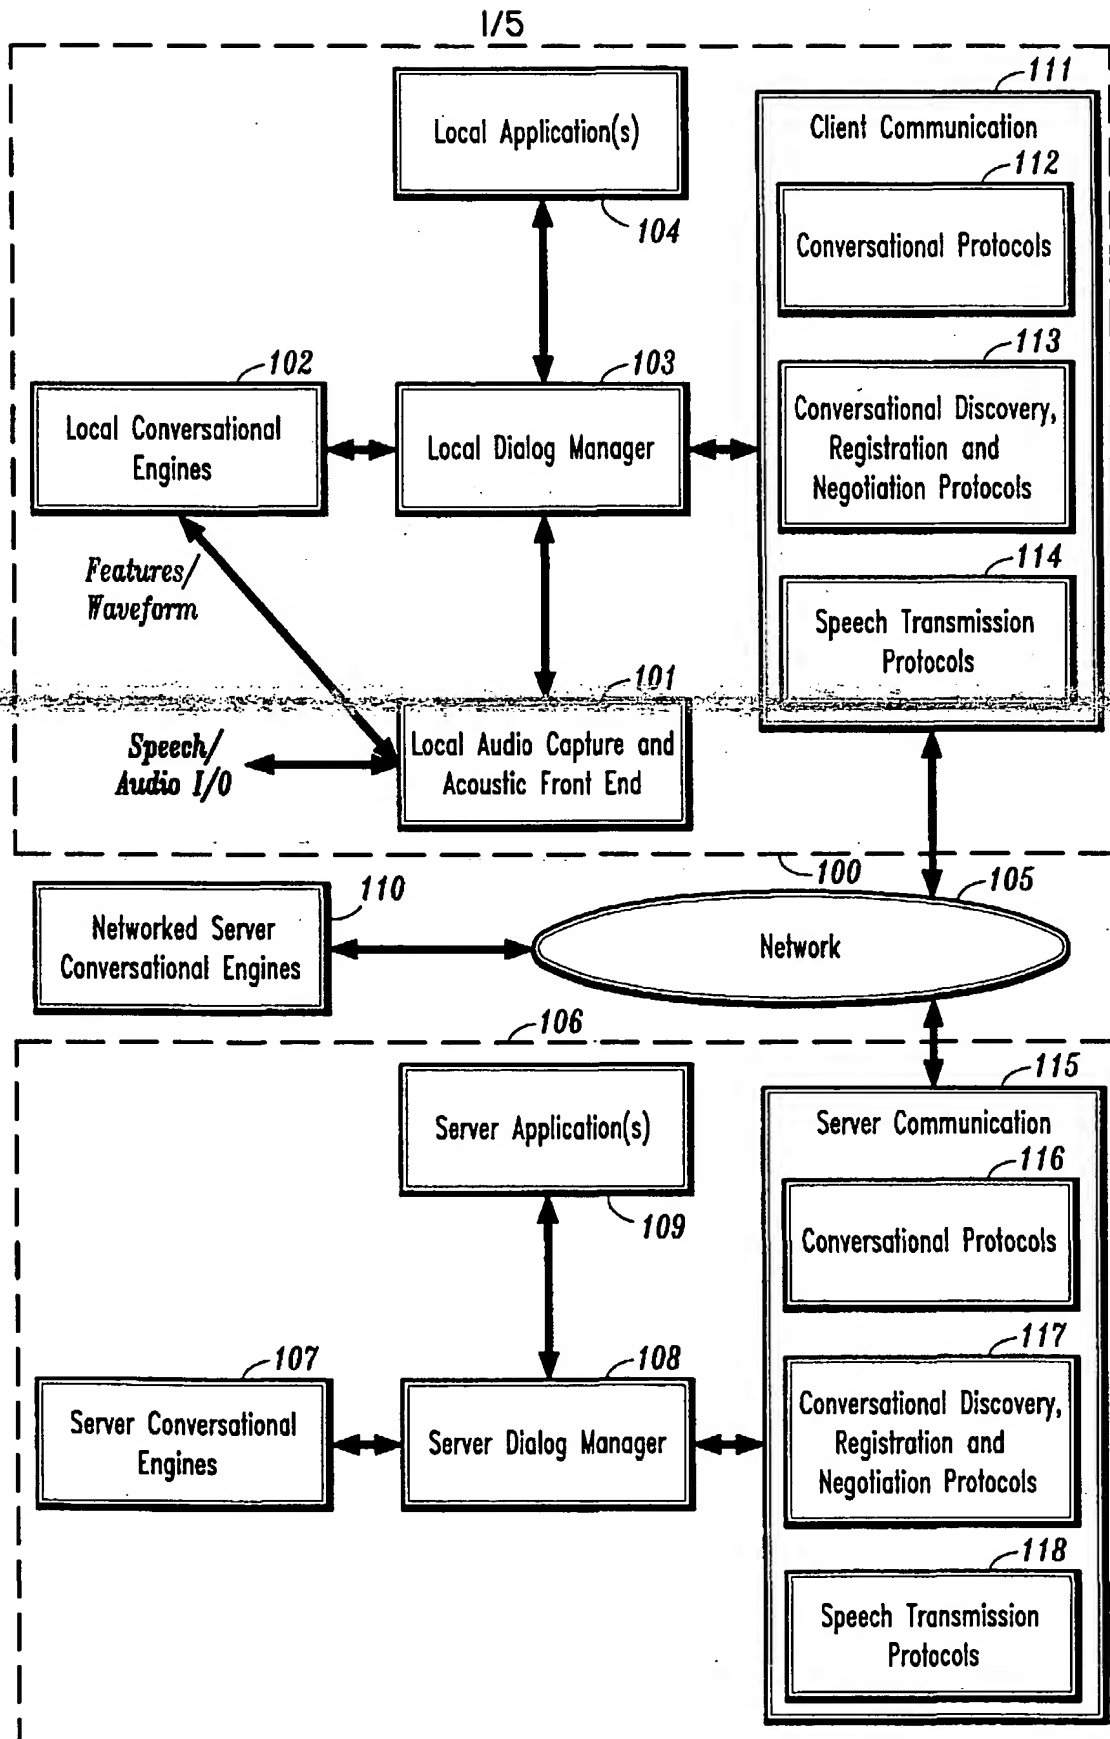 1/5
111
Local Application(s)
104
Client Communication
112
Conversational Protocols
113
Conversational Discovery,
Registration and
Negotiation Protocols
114
Speech Transmission
Protocols
102
Local Conversational
Engines
103
Local Dialog Manager
Features/
Waveform
101
Speech/
Audio I/O
Local Audio Capture and
Acoustic Front End
100
110
Networked Server
Conversational Engines
105
Network
106
Server Application(s)
109
115
Server Communication
116
Conversational Protocols
117
Conversational Discovery,
Registration and
Negotiation Protocols
118
Speech Transmission
Protocols
107
Server Conversational
Engines
108
Server Dialog Manager